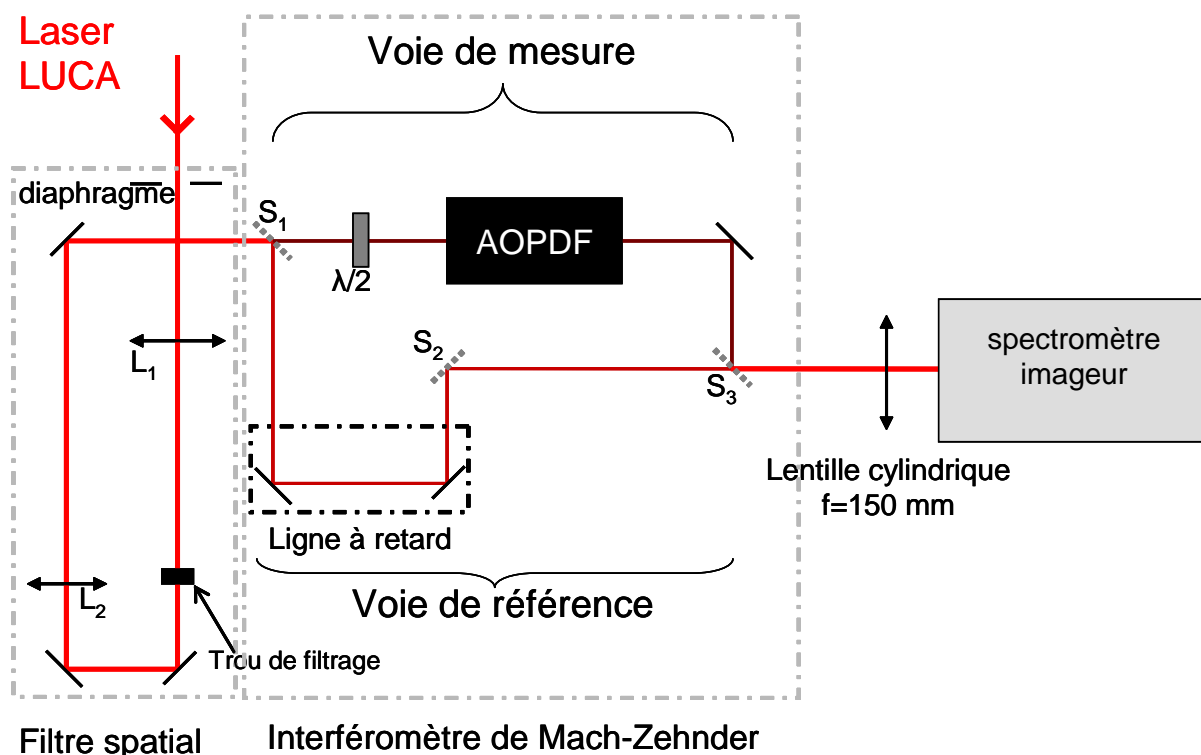 Laser
LUCA
Voie de mesure
diaphragme
S1
λ/2
AOPDF
L1
S2
S3
spectromètre
imageur
Lentille cylindrique
f=150 mm
Ligne à retard
L2
Voie de référence
Trou de filtrage
Filtre spatial
Interféromètre de Mach-Zehnder